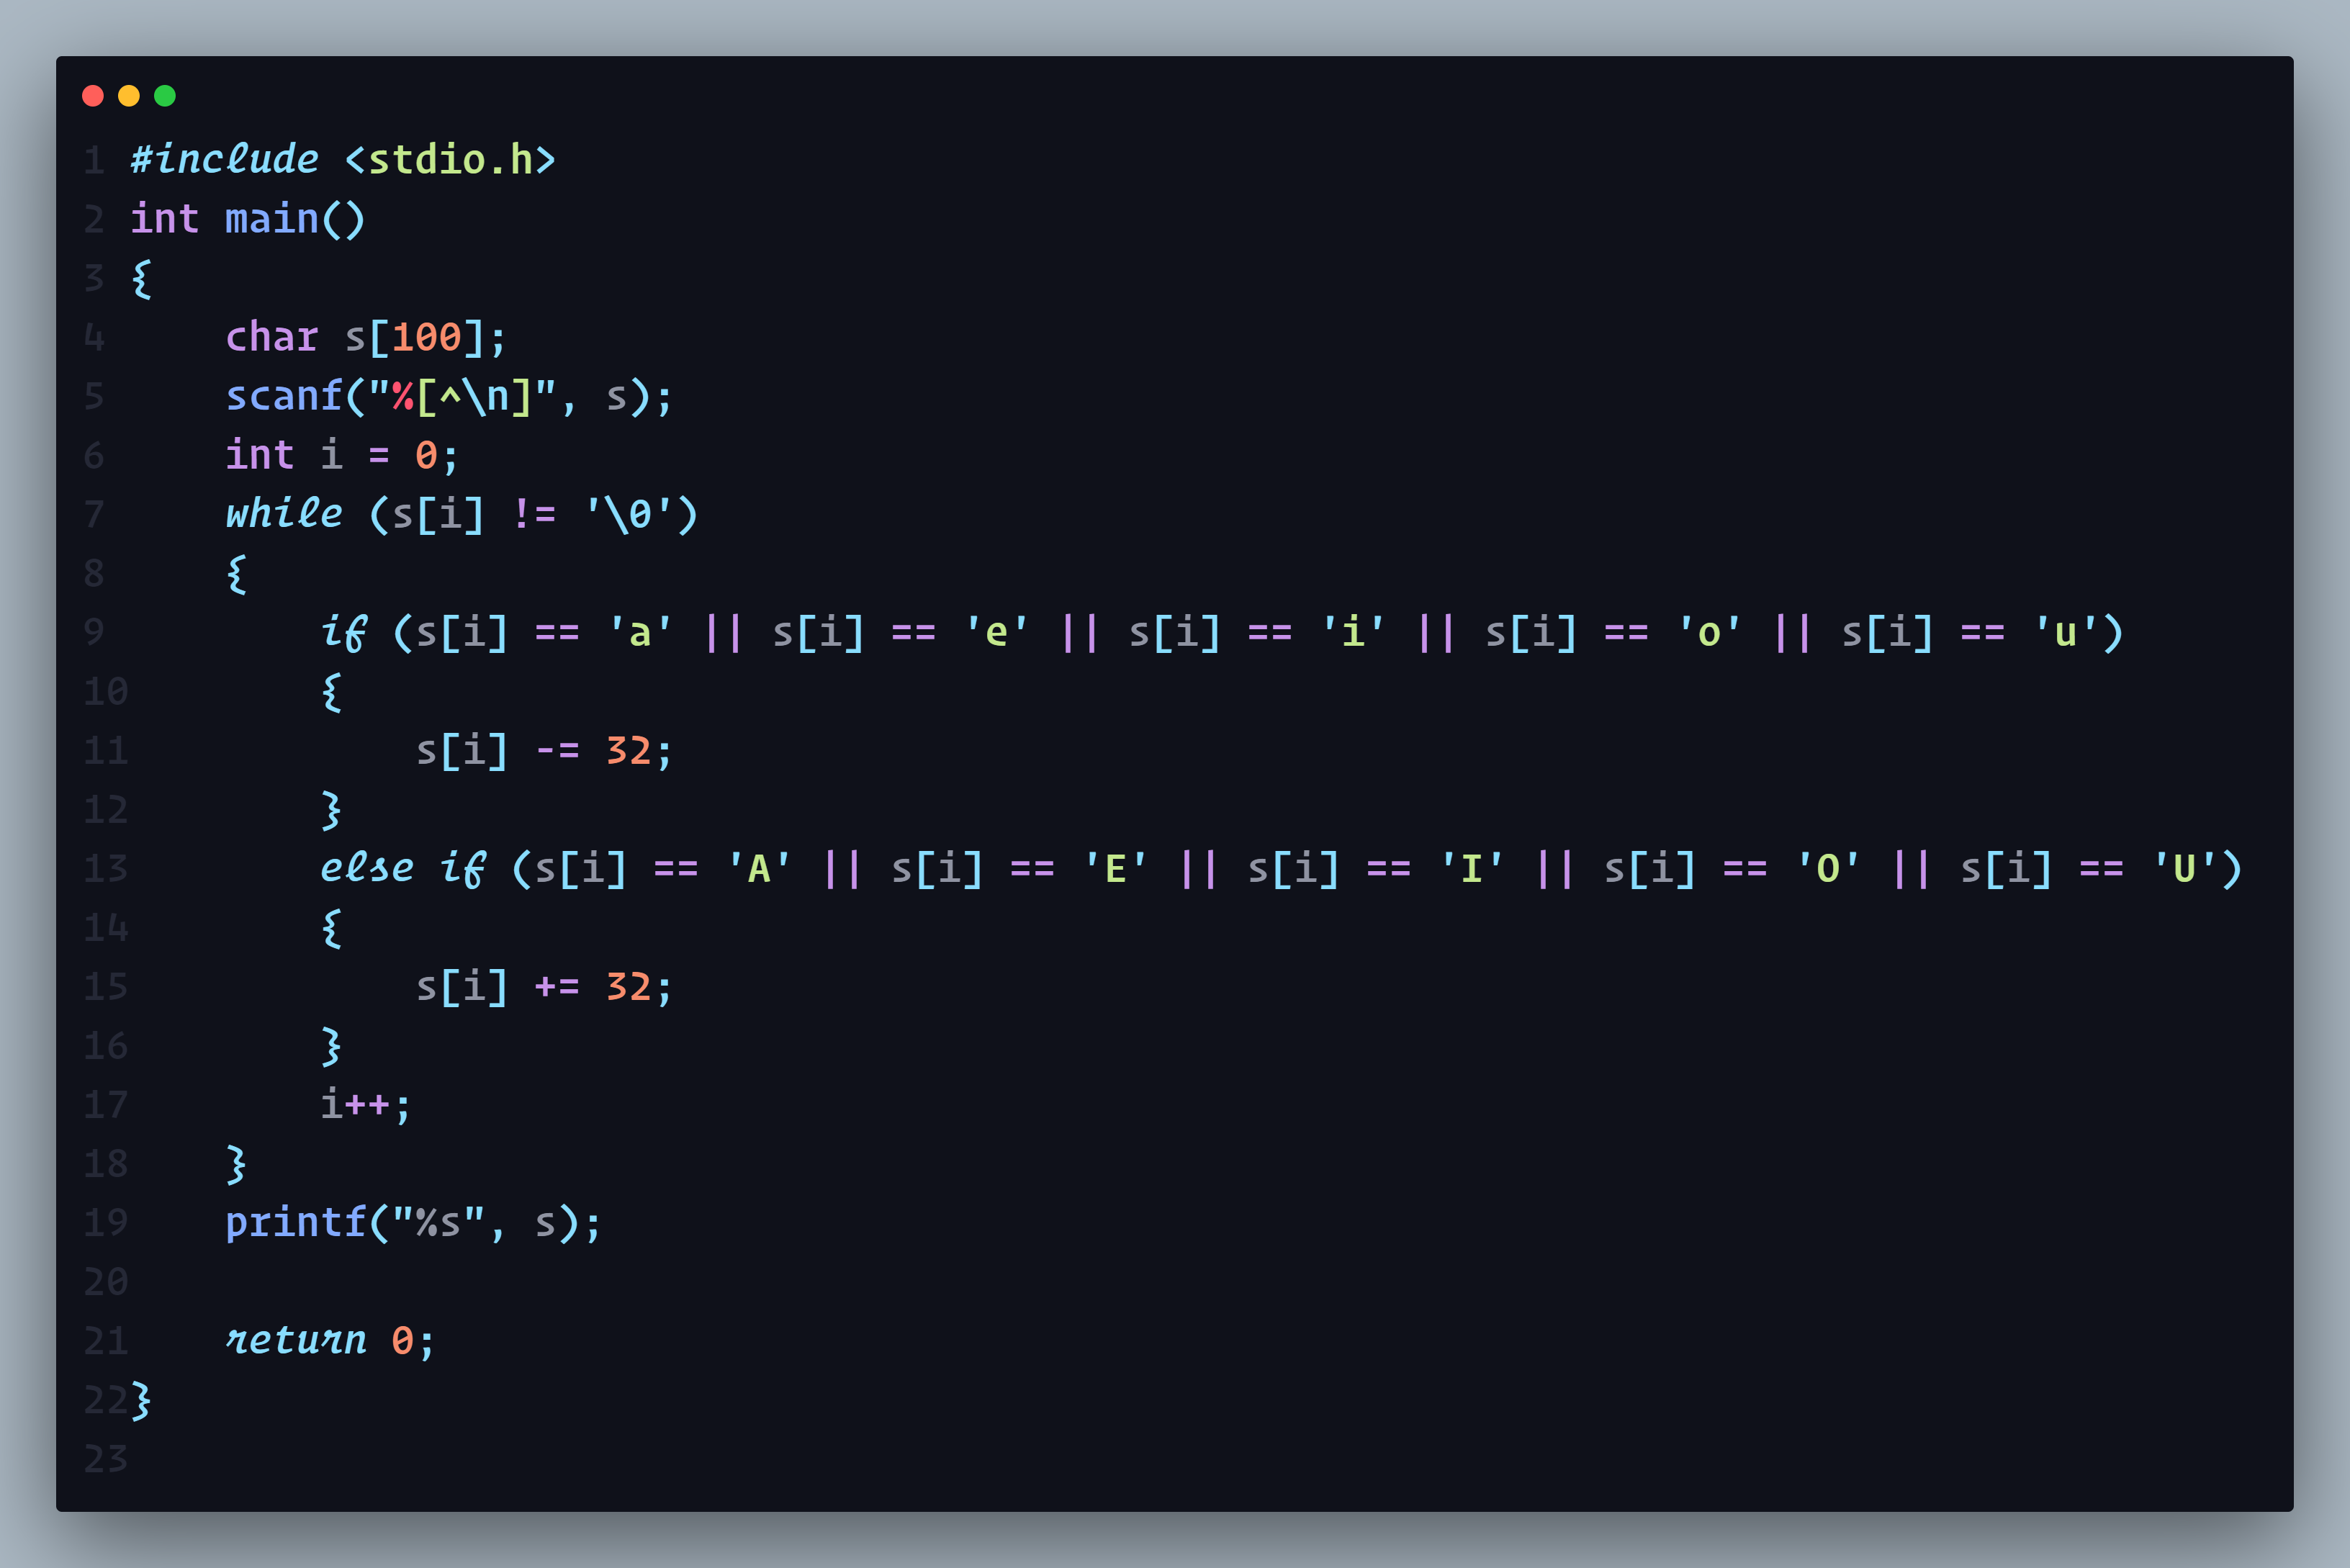 1 #include <stdio.h>
2 int main()
3 {
4     char s[100];
5     scanf("%[^\n]", s);
6     int i = 0;
7     while (s[i] != '\0')
8     {
9         if (s[i] == 'a' || s[i] == 'e' || s[i] == 'i' || s[i] == 'o' || s[i] == 'u')
10         {
11             s[i] -= 32;
12         }
13         else if (s[i] == 'A' || s[i] == 'E' || s[i] == 'I' || s[i] == 'O' || s[i] == 'U')
14         {
15             s[i] += 32;
16         }
17         i++;
18     }
19     printf("%s", s);
20
21     return 0;
22 }
23